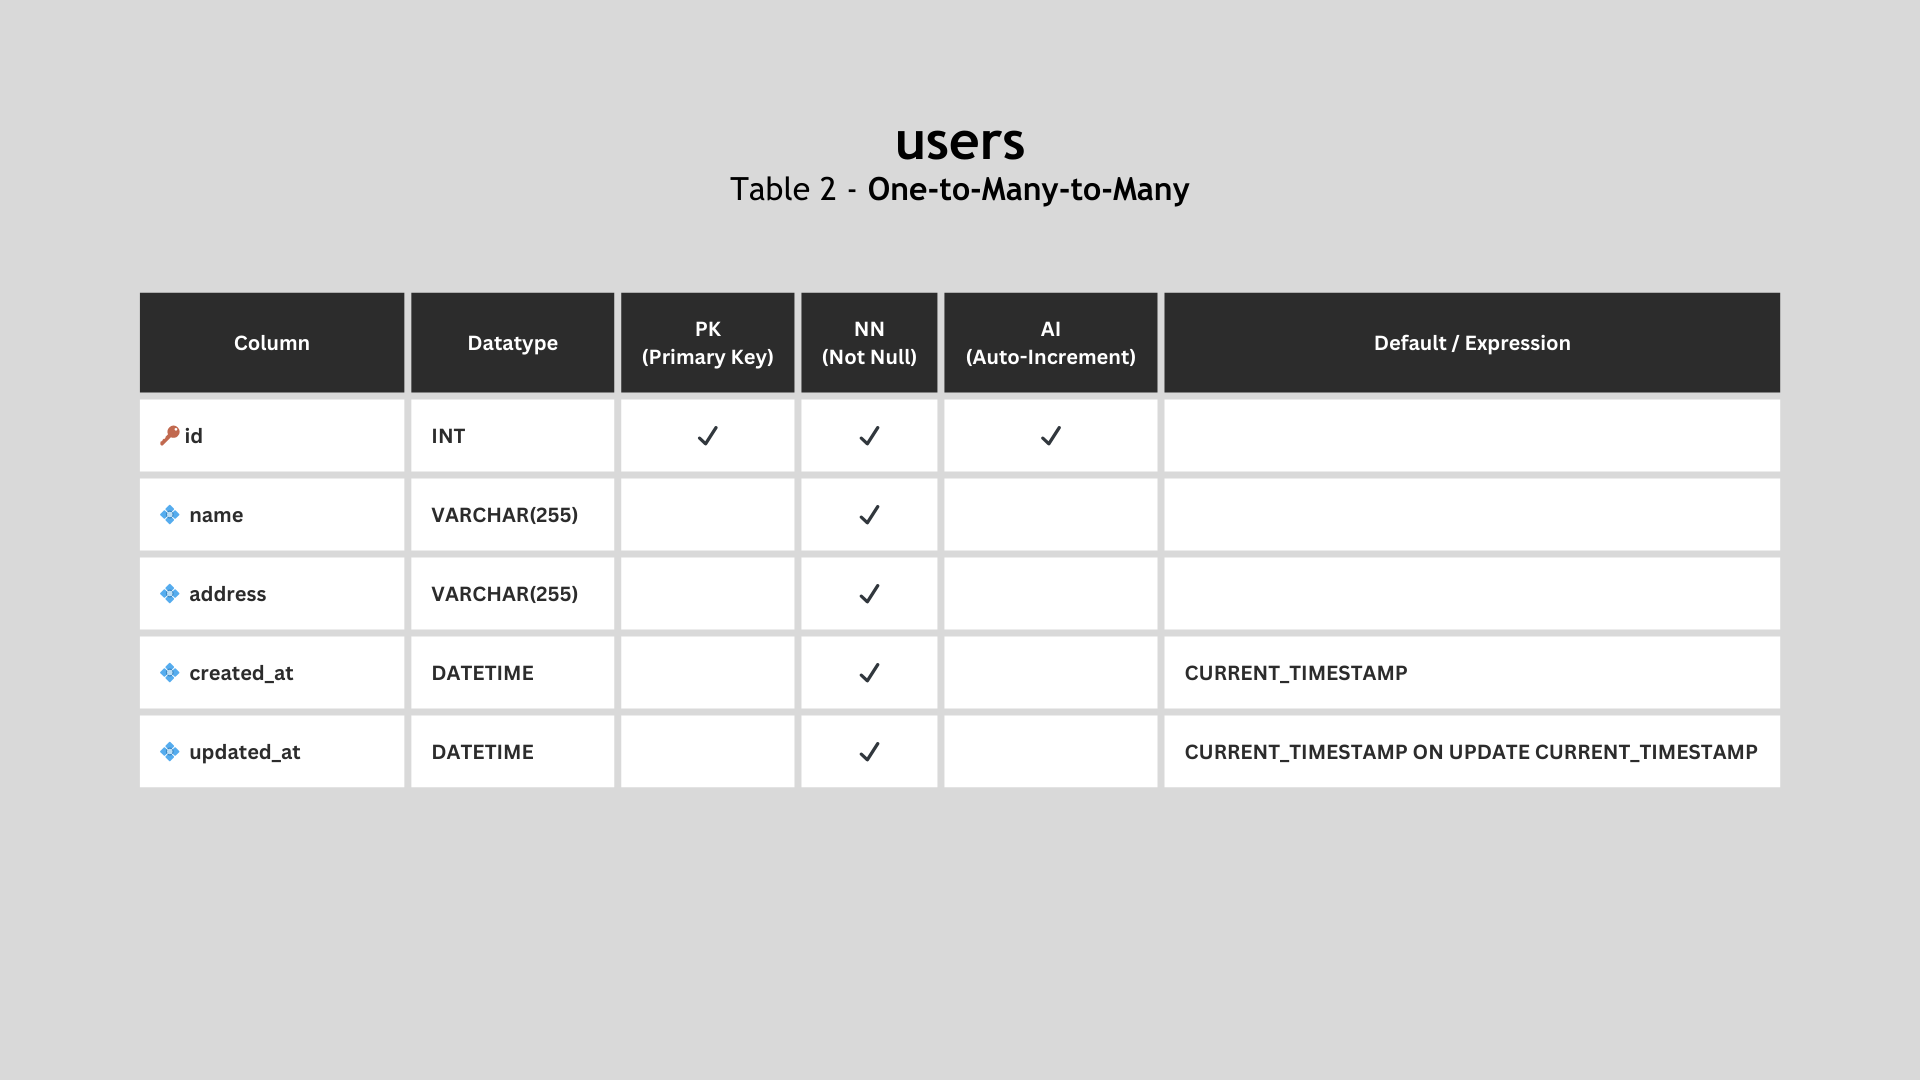 users
Table 2 - One-to-Many-to-Many
Column Datatype PK (Primary Key) NN (Not Null) AI (Auto-Increment) Default / Expression
id INT ✓ ✓ ✓
name VARCHAR(255) ✓
address VARCHAR(255) ✓
created_at DATETIME ✓ CURRENT_TIMESTAMP
updated_at DATETIME ✓ CURRENT_TIMESTAMP ON UPDATE CURRENT_TIMESTAMP